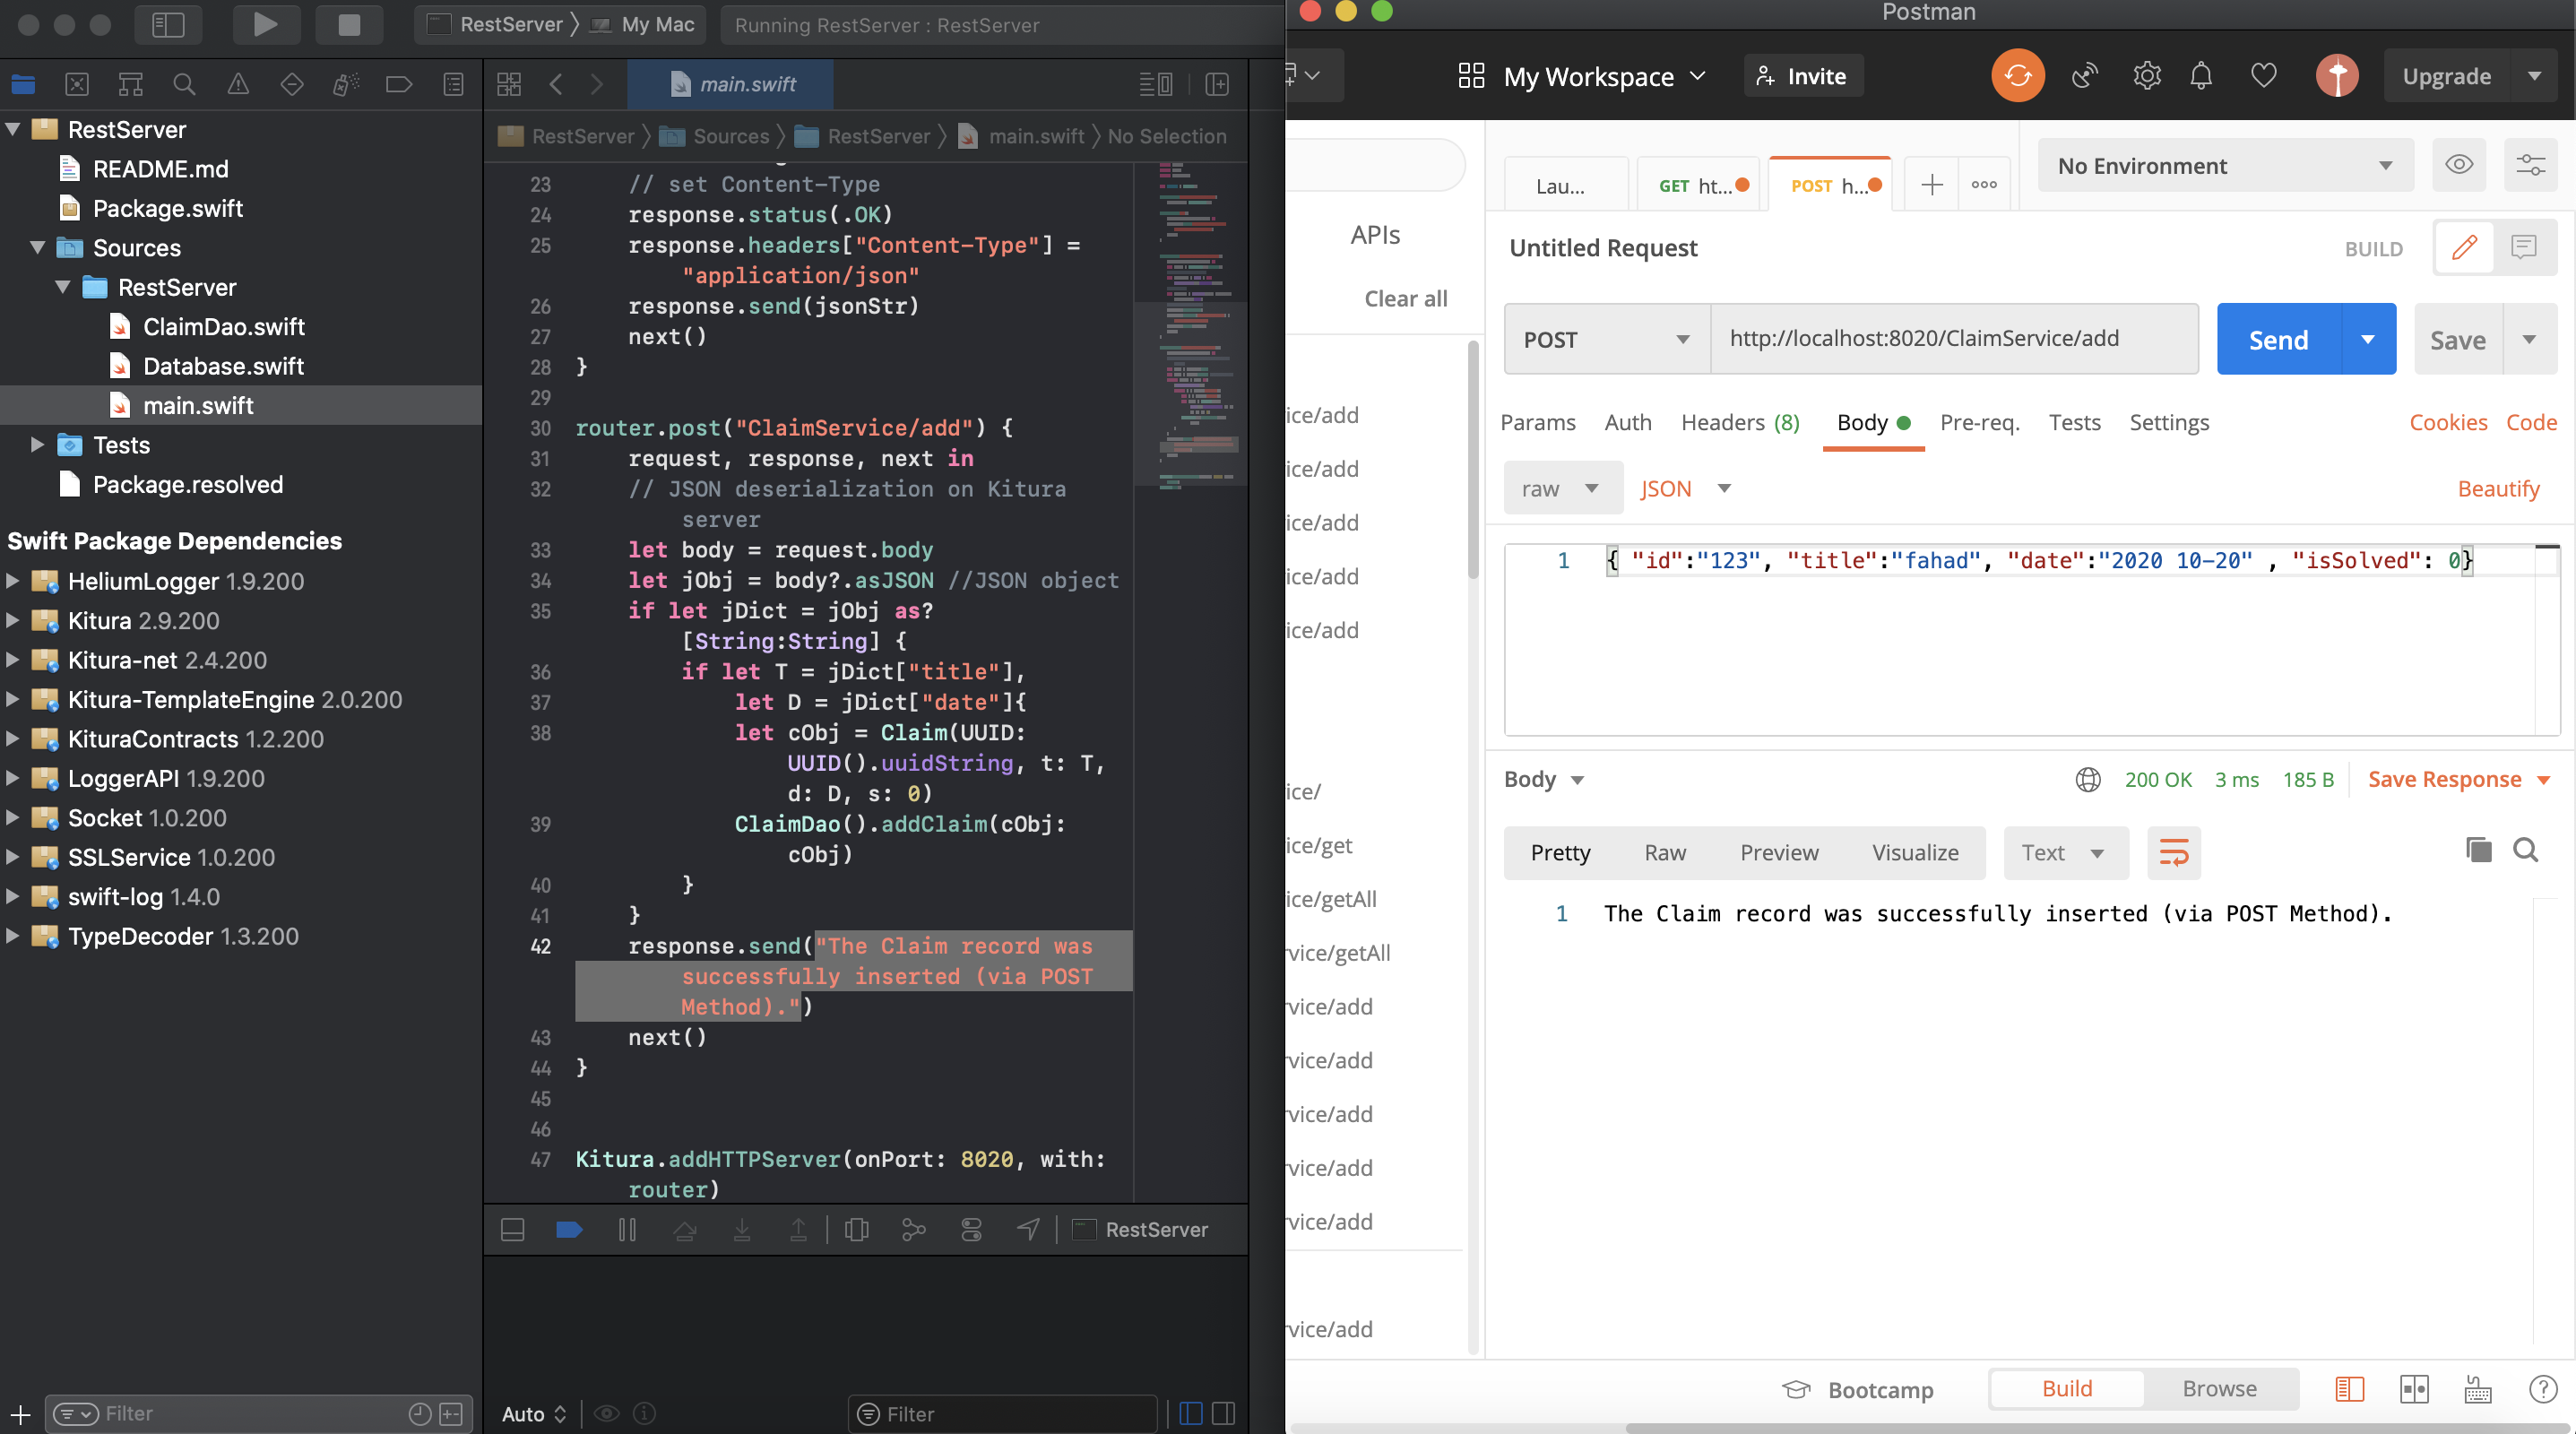 RestServer
My Mac
Running RestServer : RestServer
RestServer
README.md
Package.swift
Sources
RestServer
ClaimDao.swift
Database.swift
main.swift
Tests
Package.resolved
Swift Package Dependencies
HeliumLogger 1.9.200
Kitura 2.9.200
Kitura-net 2.4.200
Kitura-TemplateEngine 2.0.200
KituraContracts 1.2.200
LoggerAPI 1.9.200
Socket 1.0.200
SSLService 1.0.200
swift-log 1.4.0
TypeDecoder 1.3.200
Filter
main.swift
RestServer
Sources
RestServer
main.swift
No Selection
23 // set Content-Type
24 response.status(.OK)
25 response.headers["Content-Type"] =
"application/json"
26 response.send(jsonStr)
27 next()
28 }
29
30 router.post("ClaimService/add") {
31 request, response, next in
32 // JSON deserialization on Kitura
server
33 let body = request.body
34 let jObj = body?.asJSON //JSON object
35 if let jDict = jObj as?
[String:String] {
36 if let T = jDict["title"],
37 let D = jDict["date"]{
38 let cObj = Claim(UUID:
UUID().uuidString, t: T,
d: D, s: 0)
39 ClaimDao().addClaim(cObj:
cObj)
40 }
41 }
42 response.send("The Claim record was
successfully inserted (via POST
Method).")
43 next()
44 }
45
46
47 Kitura.addHTTPServer(onPort: 8020, with:
router)
RestServer
Auto
Filter
Postman
My Workspace
Invite
Upgrade
APIs
Clear all
ice/add
ice/add
ice/add
ice/add
ice/add
ice/
ice/get
ice/getAll
vice/getAll
vice/add
vice/add
vice/add
vice/add
vice/add
vice/add
Lau...
GET ht...
POST h...
No Environment
Untitled Request
BUILD
POST
http://localhost:8020/ClaimService/add
Send
Save
Params Auth Headers (8) Body Pre-req. Tests Settings
Cookies Code
raw JSON
Beautify
1 { "id":"123", "title":"fahad", "date":"2020 10-20" , "isSolved": 0}
Body
200 OK 3 ms 185 B Save Response
Pretty Raw Preview Visualize Text
1 The Claim record was successfully inserted (via POST Method).
Bootcamp
Build
Browse